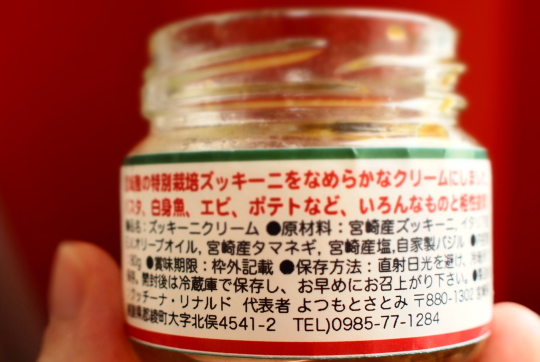 の特別栽培ズッキーニをなめらかなクリームにしました
スタ、白身魚、エビ、ポテトなど、いろんなものと相性抜群
名：ズッキーニクリーム ●原材料：宮崎産ズッキーニ, イタリア
オリーブオイル, 宮崎産タマネギ, 宮崎産塩,自家製バジル ●
80g ●賞味期限：枠外記載 ●保存方法：直射日光を避け、
開封後は冷蔵庫で保存し、お早めにお召上がり下さい。●
ッチーナ・リナルド 代表者 よつもとさとみ 〒880-1302 宮崎
県郡綾町大字北俣4541-2 TEL)0985-77-1284